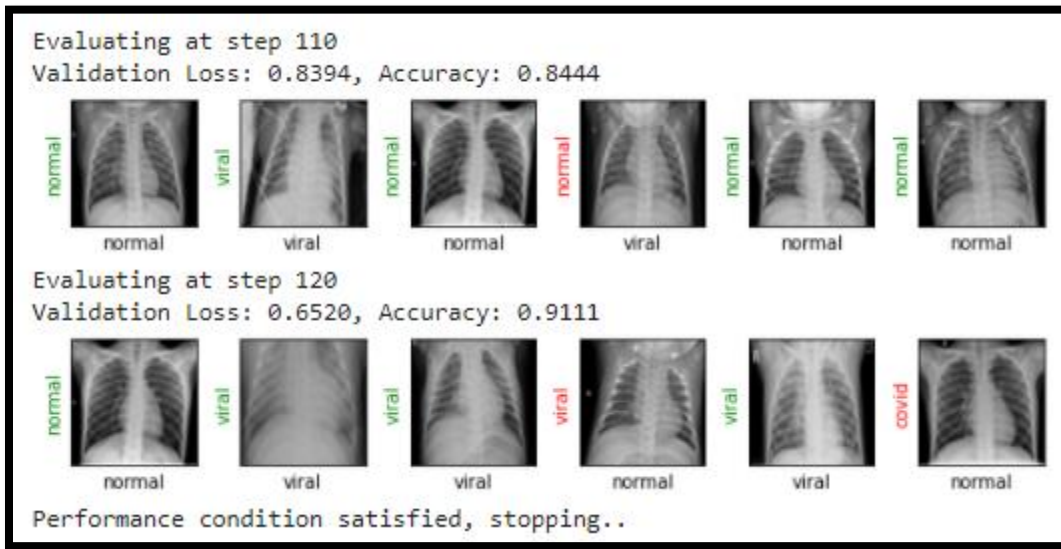 Evaluating at step 110
Validation Loss: 0.8394, Accuracy: 0.8444
normal viral normal normal normal normal
normal viral normal viral normal normal
Evaluating at step 120
Validation Loss: 0.6520, Accuracy: 0.9111
normal viral viral viral viral covid
normal viral viral normal viral normal
Performance condition satisfied, stopping..